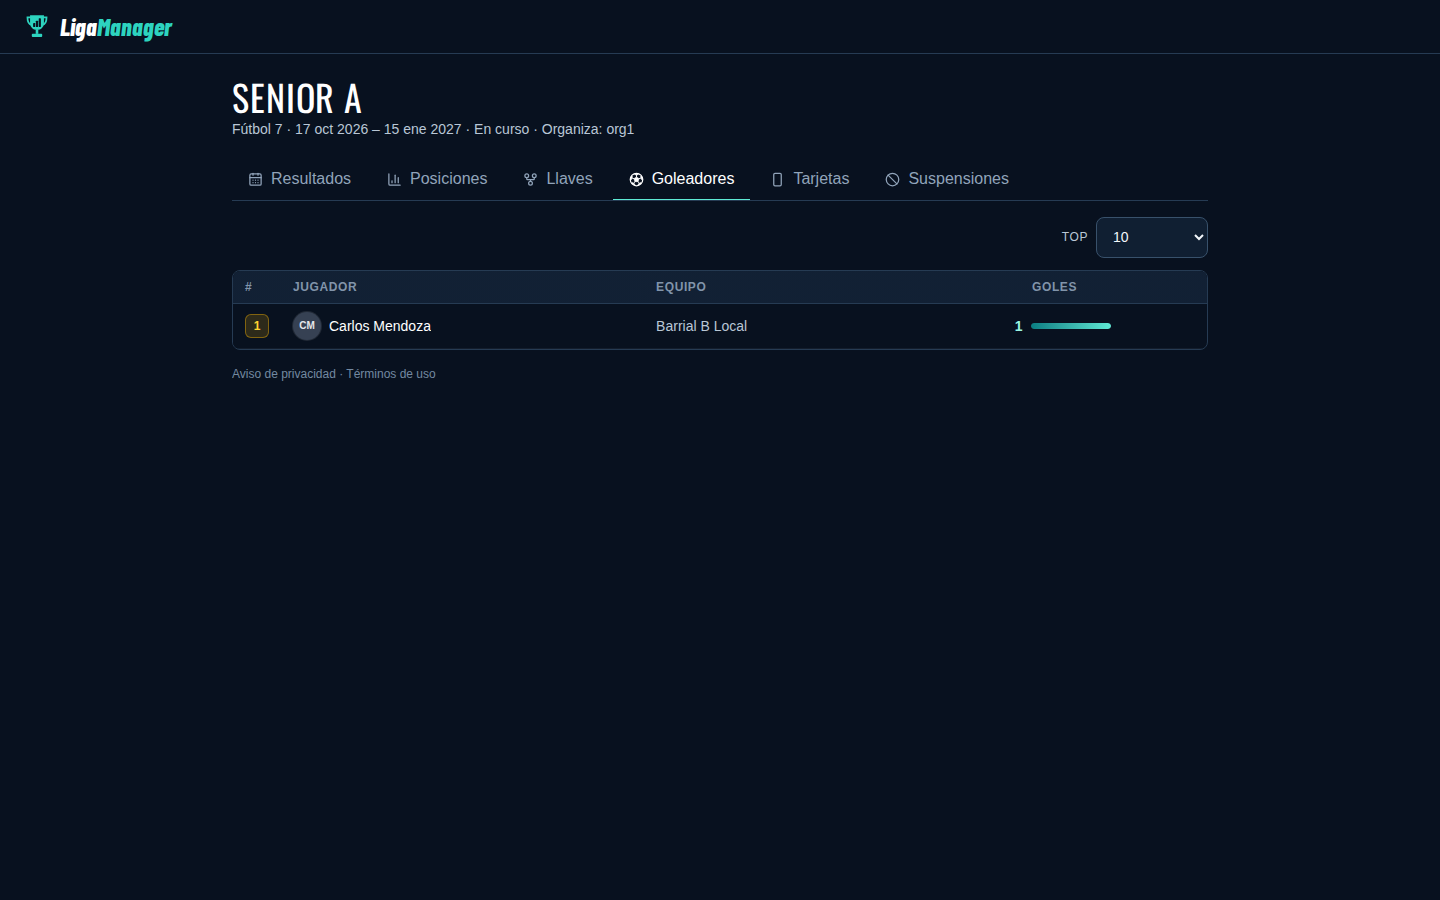 LigaManager
SENIOR A
Fútbol 7 · 17 oct 2026 – 15 ene 2027 · En curso · Organiza: org1
Resultados Posiciones Llaves Goleadores Tarjetas Suspensiones
TOP 10
# JUGADOR EQUIPO GOLES
1 CM Carlos Mendoza Barrial B Local 1
Aviso de privacidad · Términos de uso